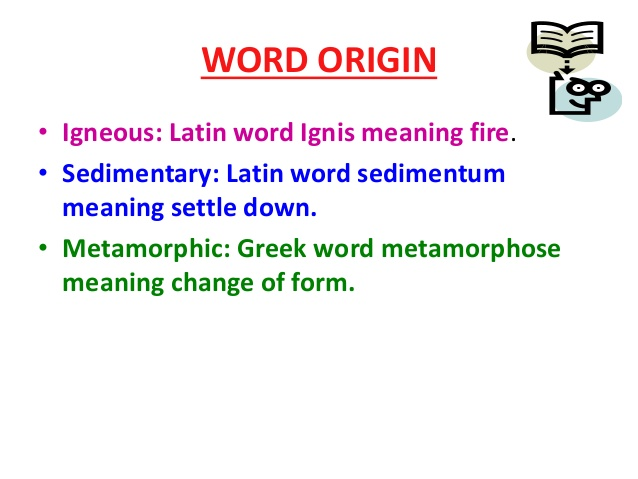 WORD ORIGIN
• Igneous: Latin word Ignis meaning fire.
• Sedimentary: Latin word sedimentum
meaning settle down.
• Metamorphic: Greek word metamorphose
meaning change of form.